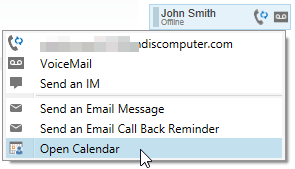 John Smith
Offline
ndiscomputer.com
VoiceMail
Send an IM
Send an Email Message
Send an Email Call Back Reminder
Open Calendar